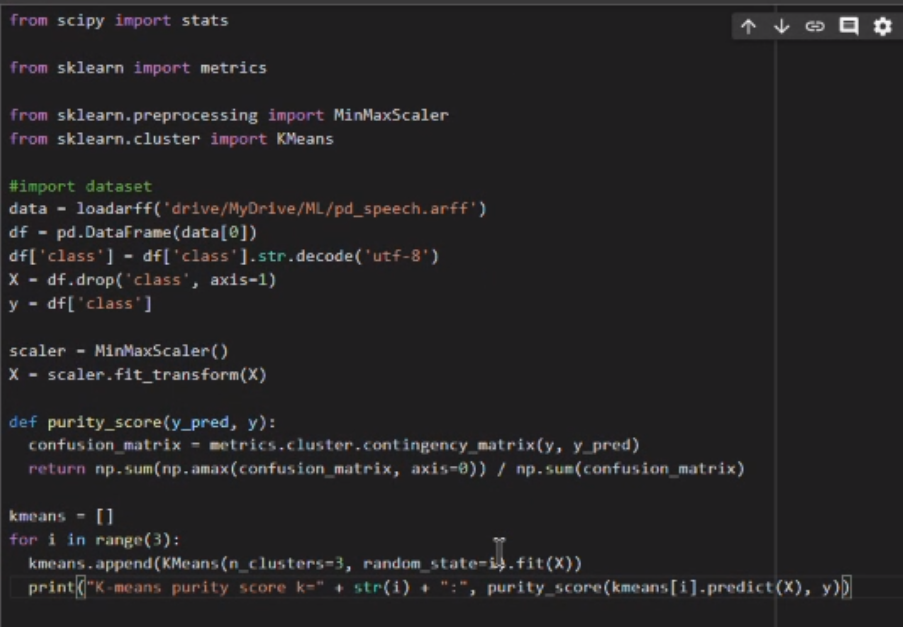 from scipy import stats
from sklearn import metrics
from sklearn.preprocessing import MinMaxScaler
from sklearn.cluster import KMeans
#import dataset
data = loadarff('drive/MyDrive/ML/pd_speech.arff')
df = pd.DataFrame(data[0])
df['class'] = df['class'].str.decode('utf-8')
X = df.drop('class', axis=1)
y = df['class']
scaler = MinMaxScaler()
X = scaler.fit_transform(X)
def purity_score(y_pred, y):
  confusion_matrix = metrics.cluster.contingency_matrix(y, y_pred)
  return np.sum(np.amax(confusion_matrix, axis=0)) / np.sum(confusion_matrix)
kmeans = []
for i in range(3):
  kmeans.append(KMeans(n_clusters=3, random_state=i).fit(X))
  print("K-means purity score k=" + str(i) + ":", purity_score(kmeans[i].predict(X), y))